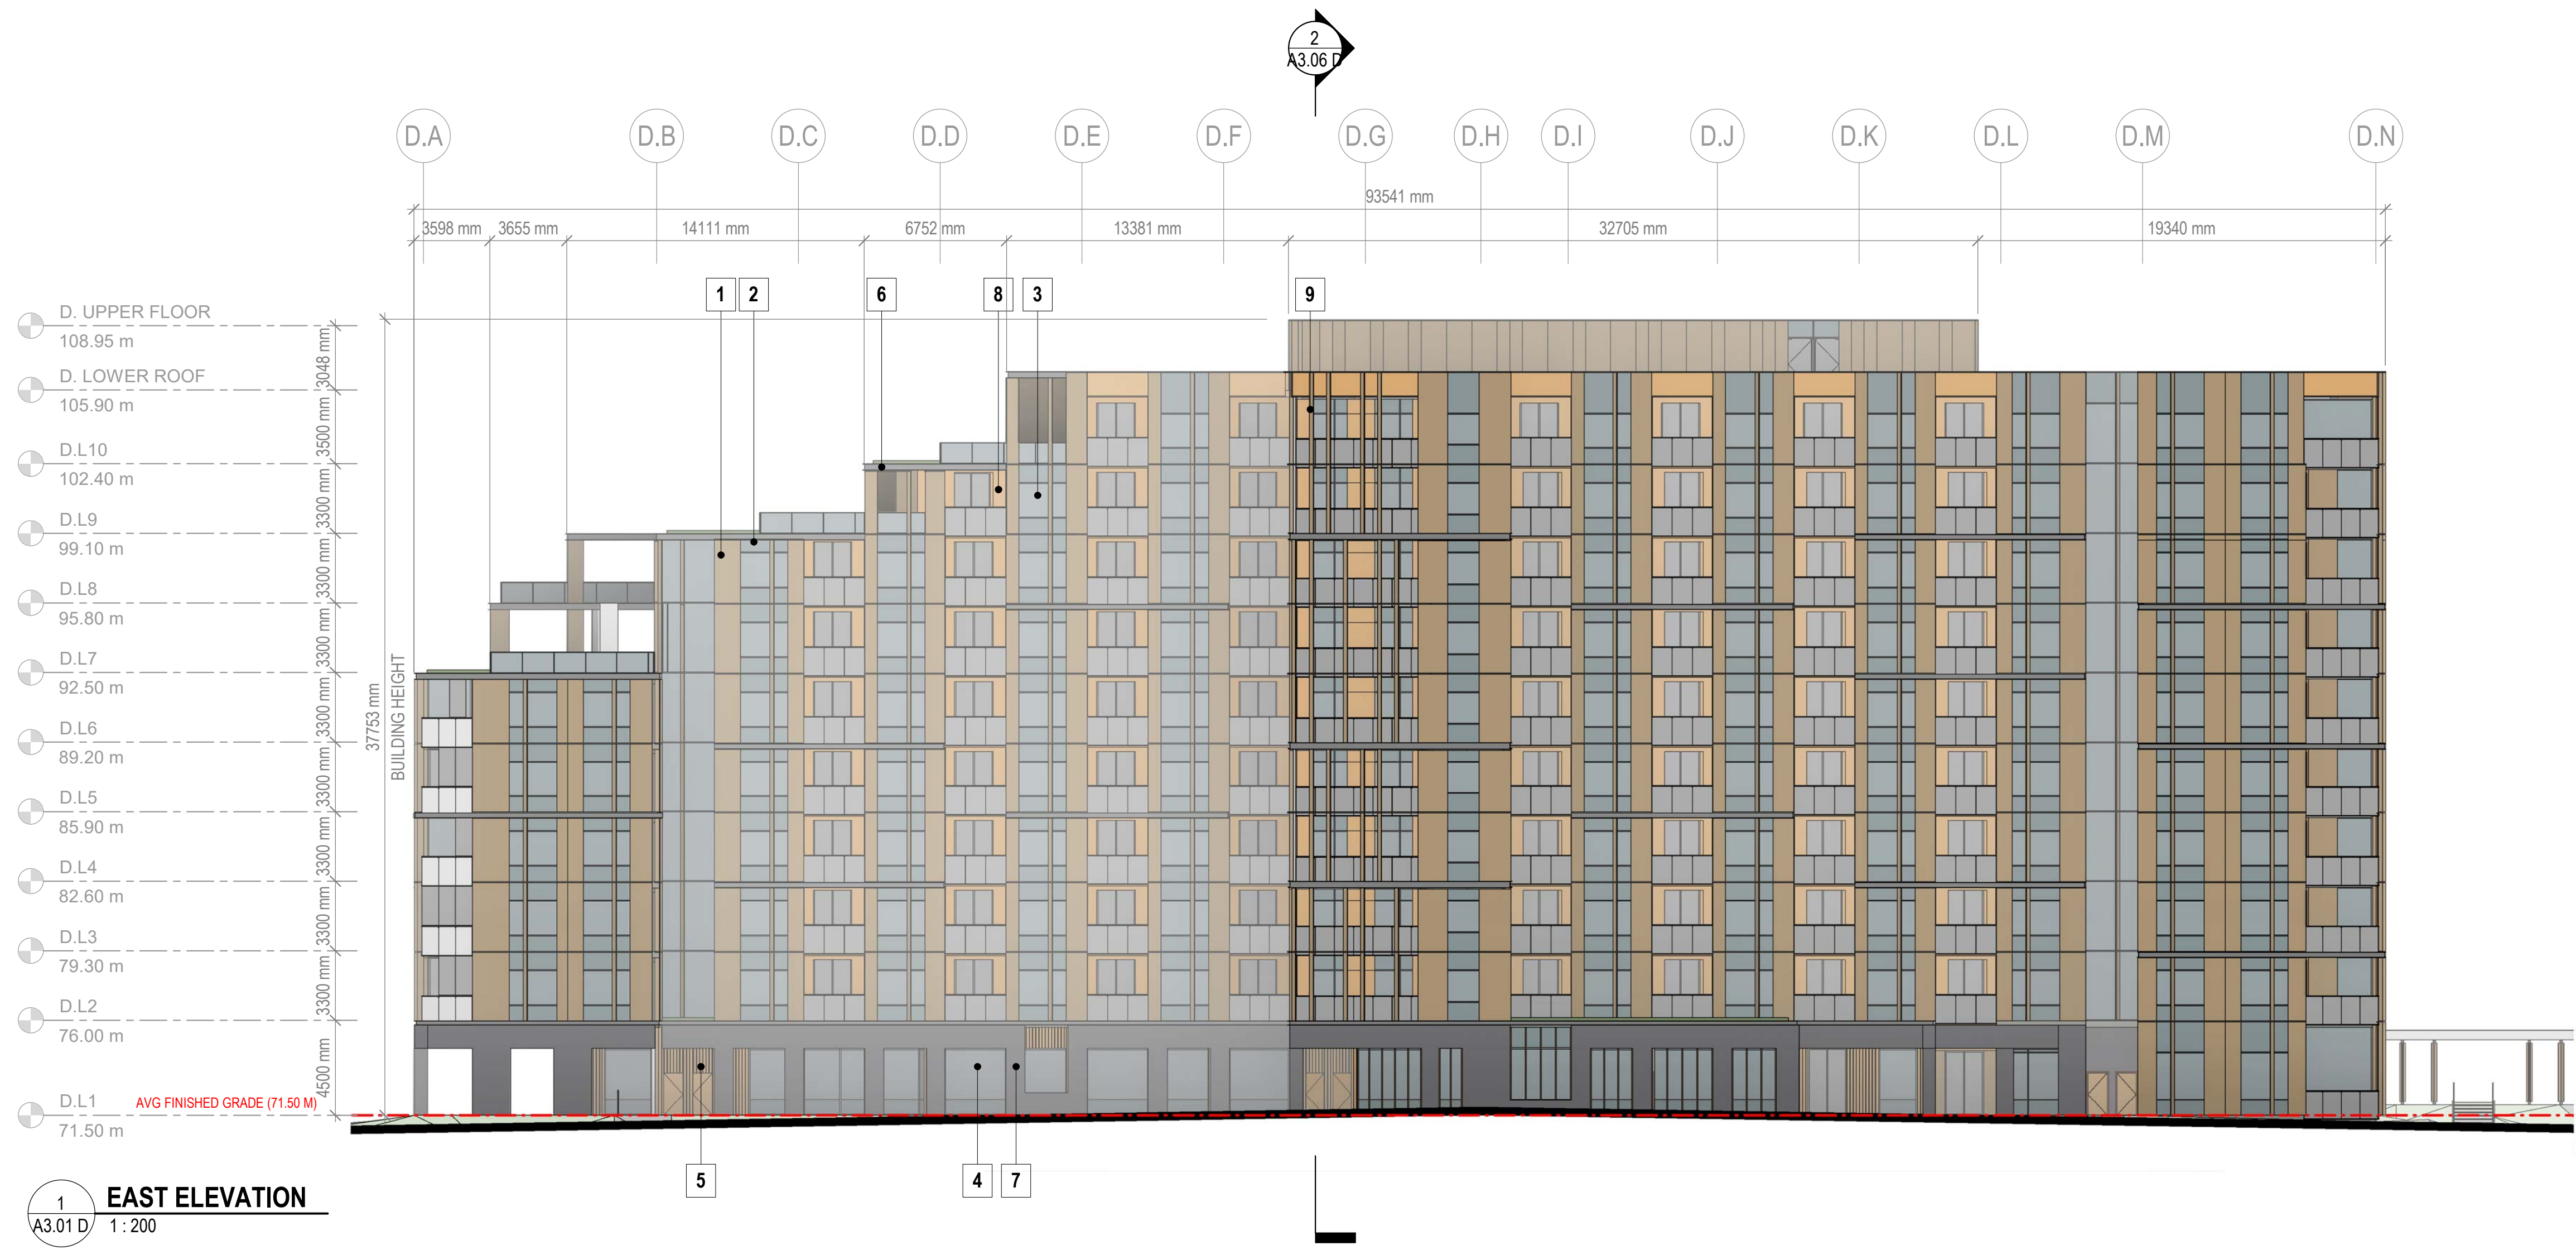 2
A3.06 D
D.A
D.B
D.C
D.D
D.E
D.F
D.G
D.H
D.I
D.J
D.K
D.L
D.M
D.N
93541 mm
3598 mm
3655 mm
14111 mm
6752 mm
13381 mm
32705 mm
19340 mm
1
2
6
8
3
9
D. UPPER FLOOR
108.95 m
3048 mm
D. LOWER ROOF
105.90 m
3500 mm
D.L10
102.40 m
3300 mm
D.L9
99.10 m
3300 mm
D.L8
95.80 m
3300 mm
D.L7
92.50 m
3300 mm
D.L6
89.20 m
3300 mm
D.L5
85.90 m
3300 mm
D.L4
82.60 m
3300 mm
D.L3
79.30 m
3300 mm
D.L2
76.00 m
4500 mm
D.L1
71.50 m
37753 mm
BUILDING HEIGHT
AVG FINISHED GRADE (71.50 M)
5
4
7
1
A3.01 D
EAST ELEVATION
1 : 200